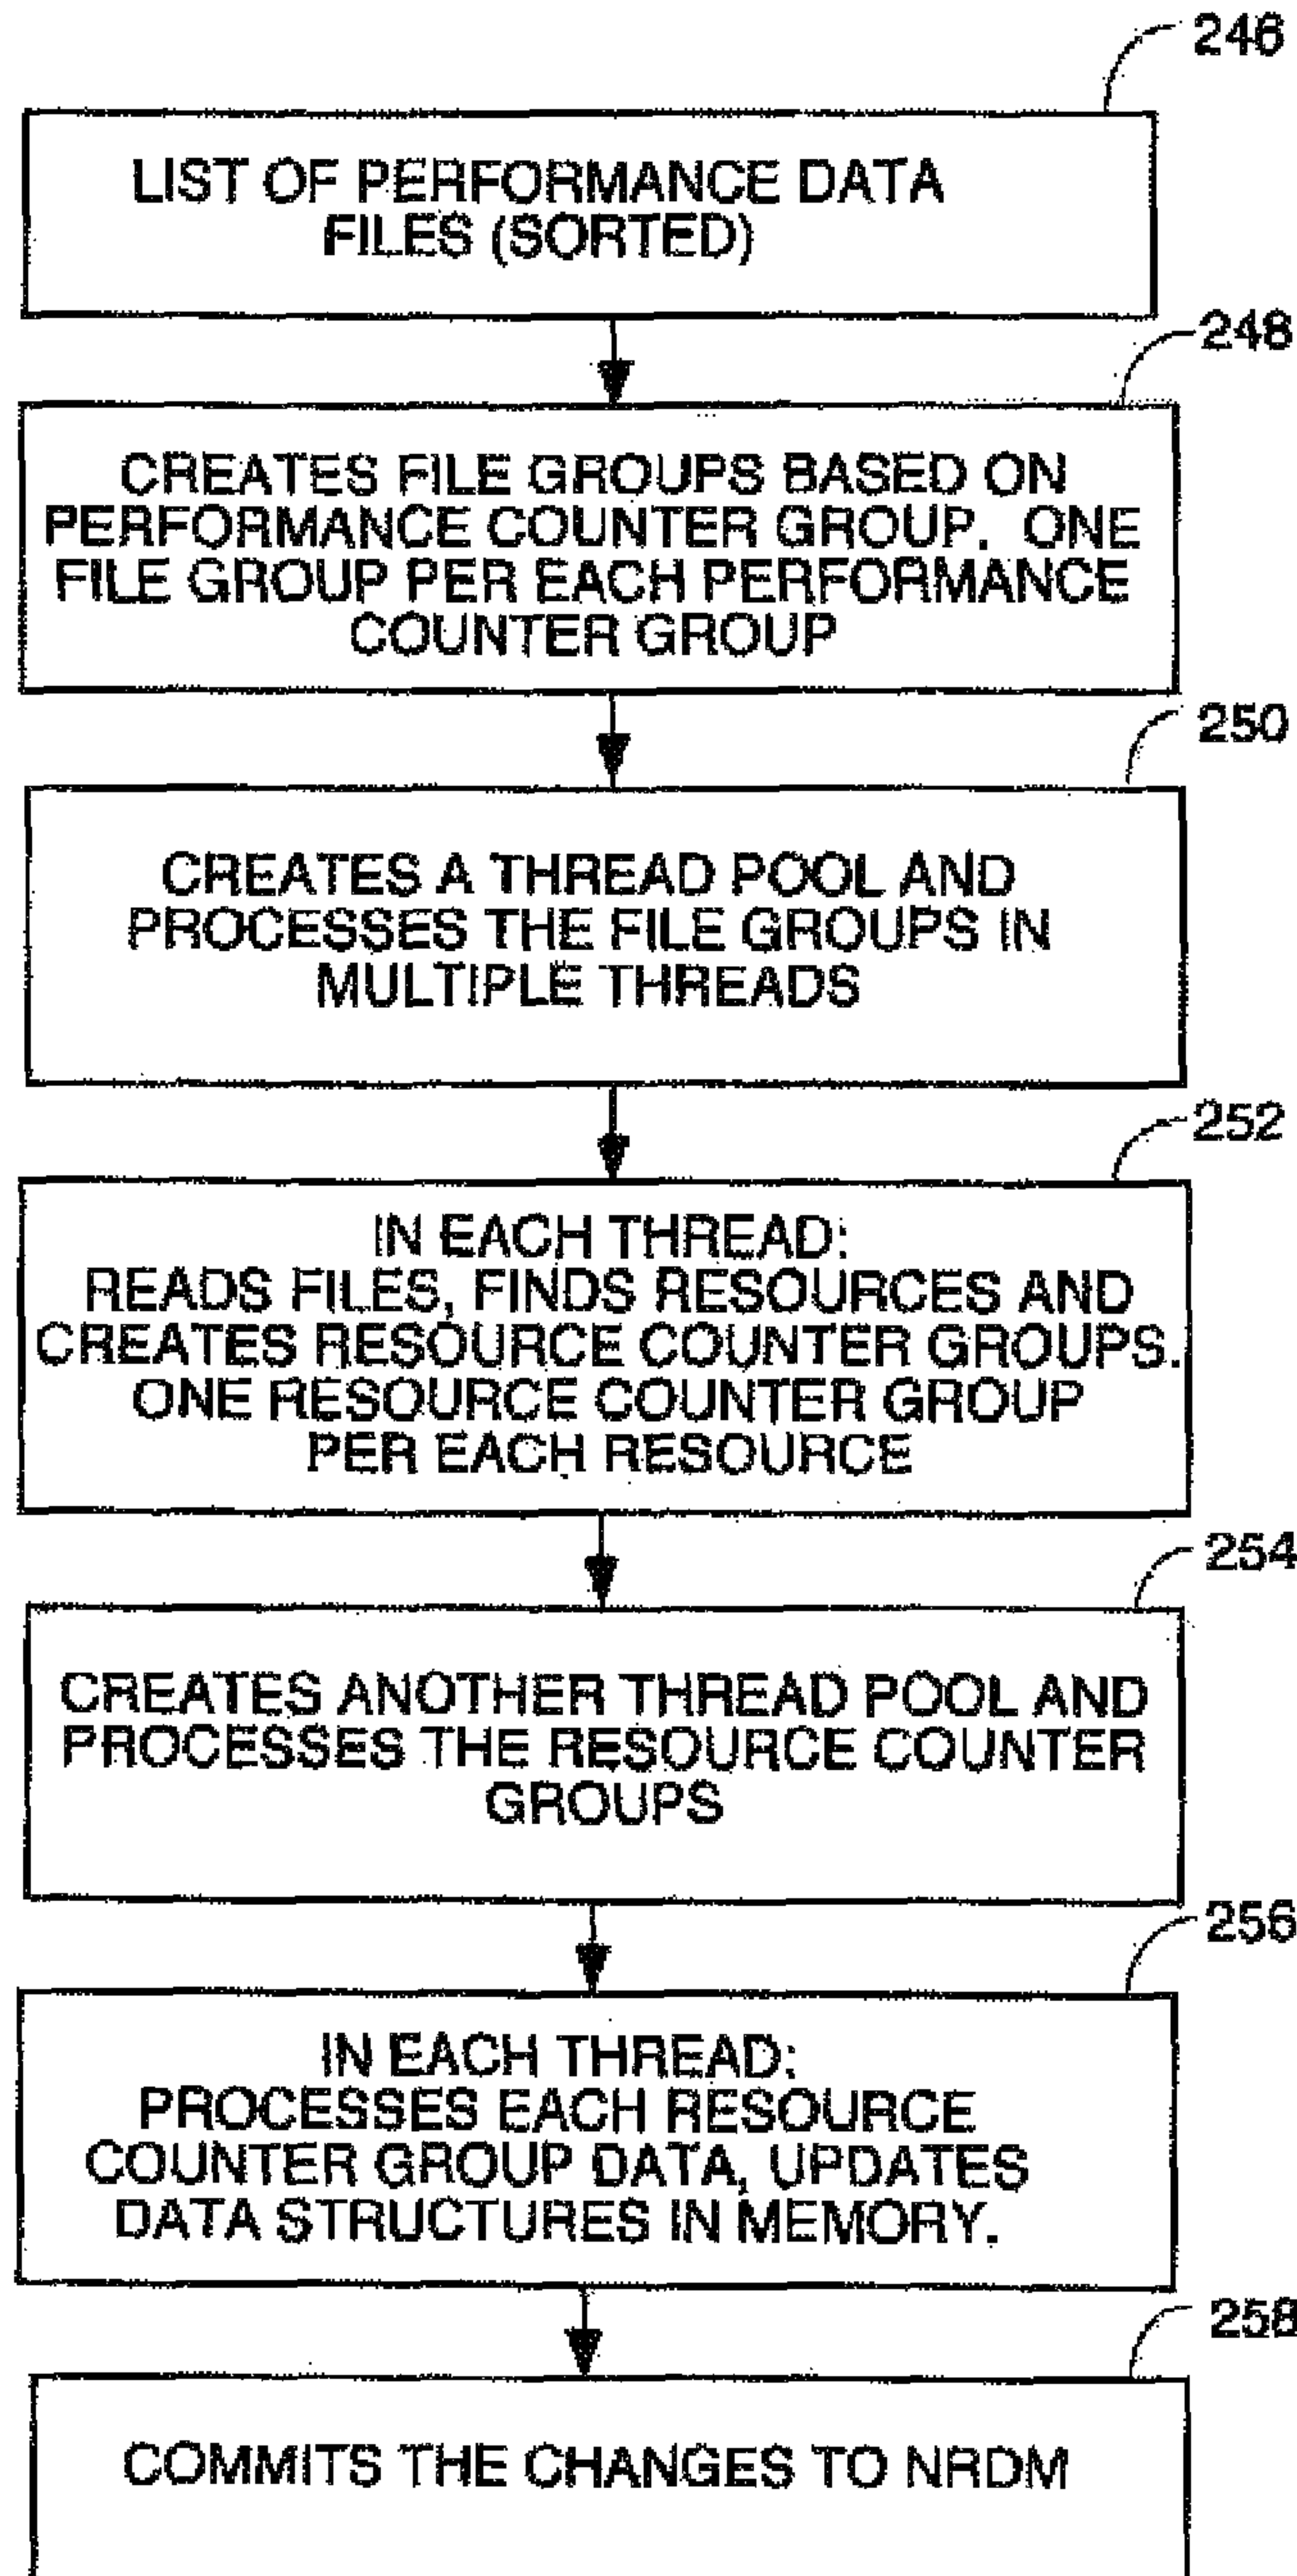 246
LIST OF PERFORMANCE DATA
FILES (SORTED)
248
CREATES FILE GROUPS BASED ON
PERFORMANCE COUNTER GROUP. ONE
FILE GROUP PER EACH PERFORMANCE
COUNTER GROUP
250
CREATES A THREAD POOL AND
PROCESSES THE FILE GROUPS IN
MULTIPLE THREADS
252
IN EACH THREAD:
READS FILES, FINDS RESOURCES AND
CREATES RESOURCE COUNTER GROUPS.
ONE RESOURCE COUNTER GROUP
PER EACH RESOURCE
254
CREATES ANOTHER THREAD POOL AND
PROCESSES THE RESOURCE COUNTER
GROUPS
256
IN EACH THREAD:
PROCESSES EACH RESOURCE
COUNTER GROUP DATA, UPDATES
DATA STRUCTURES IN MEMORY.
258
COMMITS THE CHANGES TO NRDM